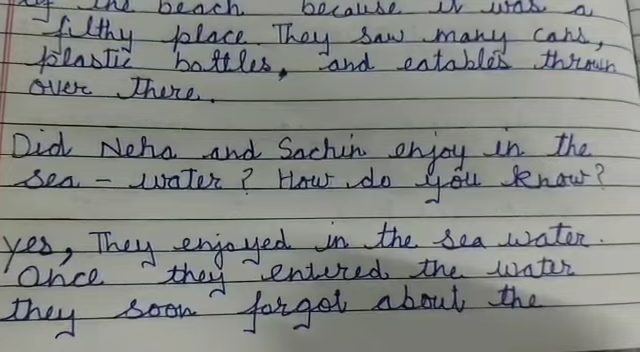 the beach because it was a
filthy place. They saw many cans,
plastic bottles, and eatables thrown
over there.
Did Neha and Sachin enjoy in the
sea - water? How do you know?
yes, They enjoyed in the sea water.
Once they entered the water
they soon forgot about the